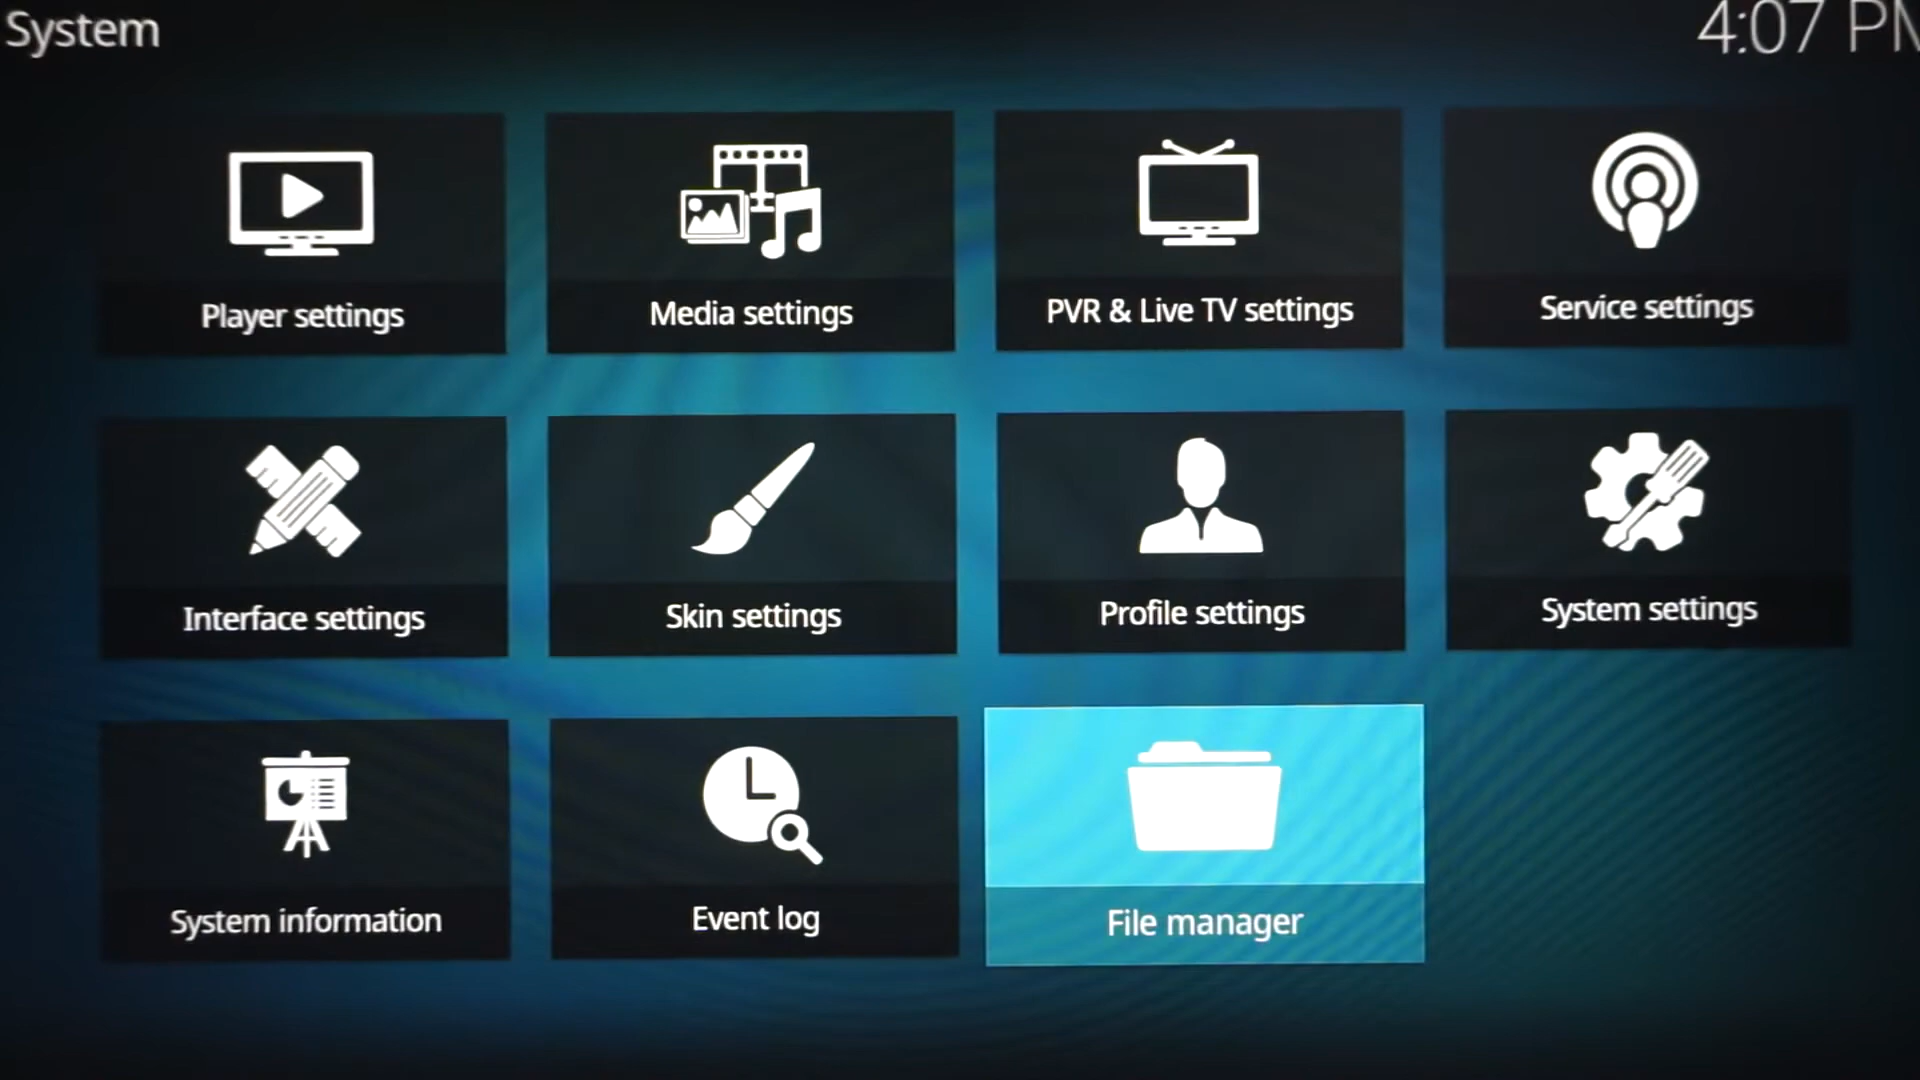 System
4:07 PM
Player settings
Media settings
PVR & Live TV settings
Service settings
Interface settings
Skin settings
Profile settings
System settings
System information
Event log
File manager